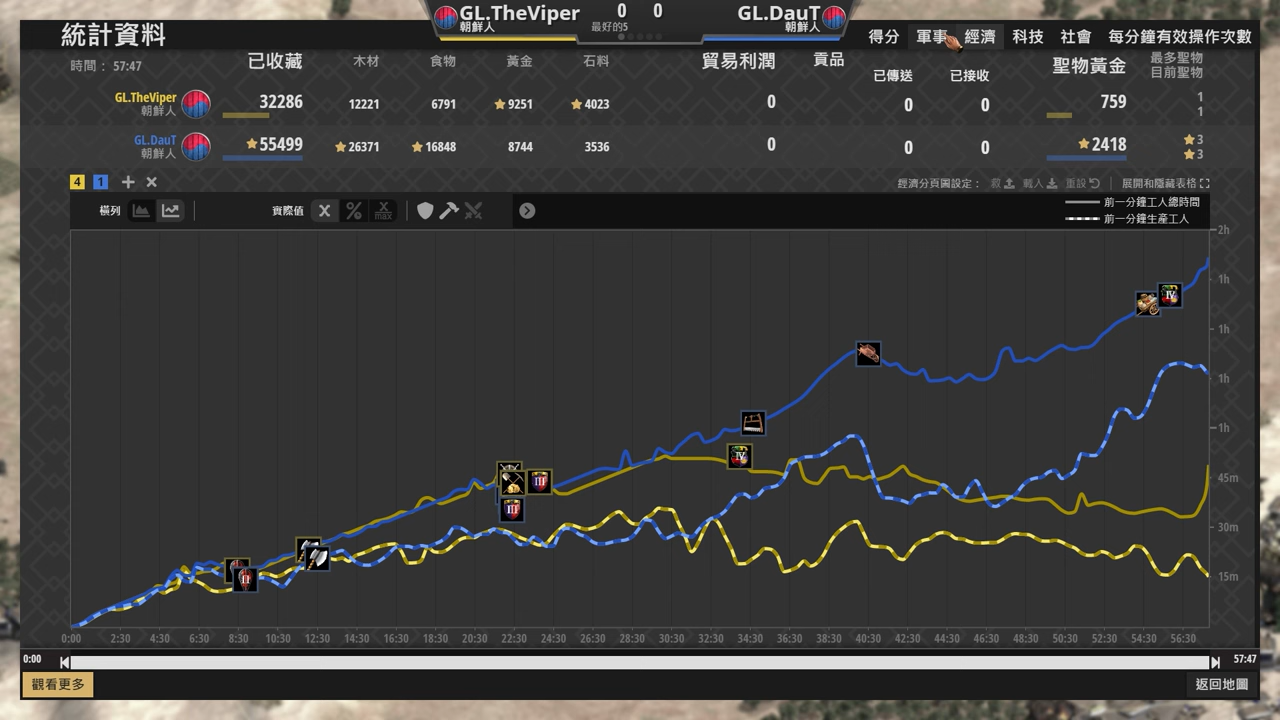 GL.TheViper 0 0 GL.DauT
朝鮮人 最好的5 朝鮮人
統計資料 得分 軍事 經濟 科技 社會 每分鐘有效操作次數
時間： 57:47 已收藏 木材 食物 黃金 石料 貿易利潤 貢品 已傳送 已接收 聖物黃金 最多聖物
目前聖物
GL.TheViper 32286 12221 6791 9251 4023 0 0 0 759 1
朝鮮人 1
GL.DauT 55499 26371 16848 8744 3536 0 0 0 2418 3
朝鮮人 3
4 1 經濟分頁圖設定： 載入 重設 展開和隱藏表格
橫列 實際值 X % X/max 前一分鐘工人總時間
前一分鐘生產工人
2h
1h
1h
1h
1h
45m
30m
15m
0:00 2:30 4:30 6:30 8:30 10:30 12:30 14:30 16:30 18:30 20:30 22:30 24:30 26:30 28:30 30:30 32:30 34:30 36:30 38:30 40:30 42:30 44:30 46:30 48:30 50:30 52:30 54:30 56:30
0:00 57:47
觀看更多 返回地圖